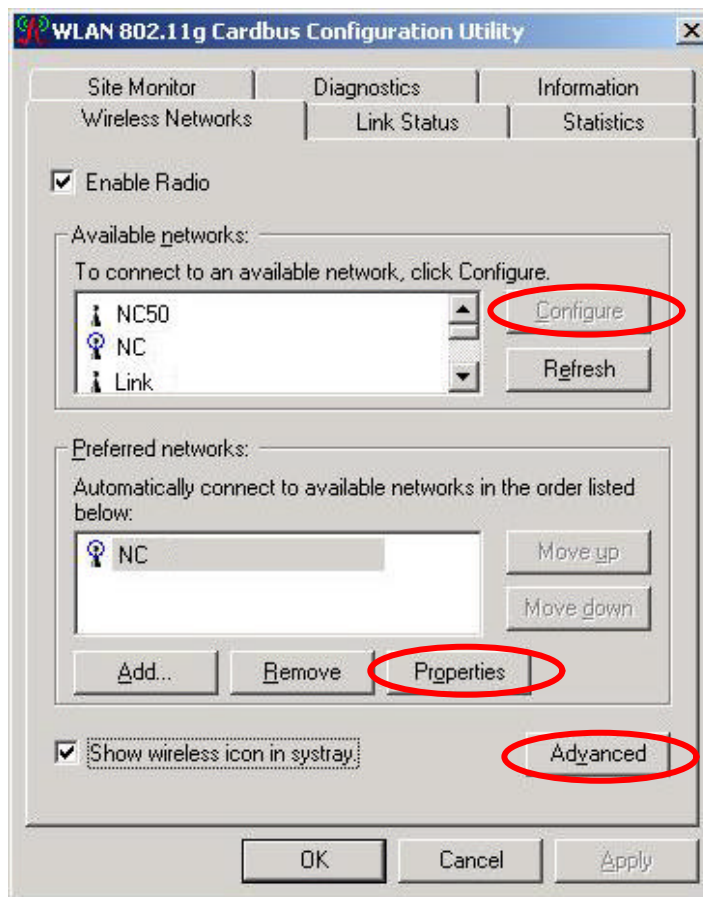 WLAN 802.11g Cardbus Configuration Utility
Site Monitor Diagnostics Information
Wireless Networks Link Status Statistics
Enable Radio
Available networks:
To connect to an available network, click Configure.
NC50
Configure
NC
Link
Refresh
Preferred networks:
Automatically connect to available networks in the order listed
below:
NC
Move up
Move down
Add... Remove Properties
Show wireless icon in systray.
Advanced
OK Cancel Apply